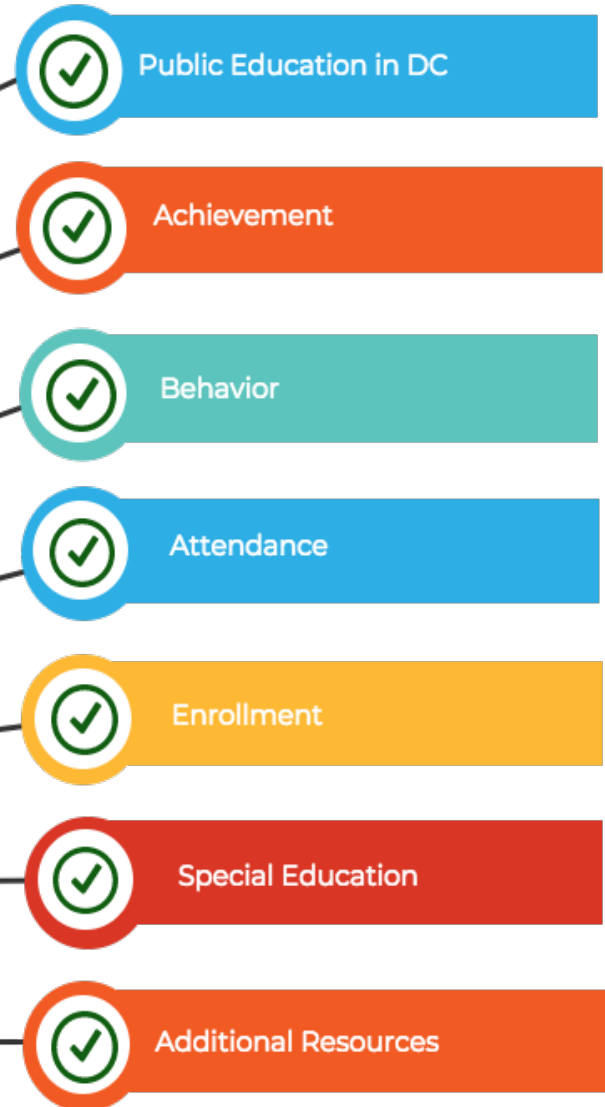 Public Education in DC
Achievement
Behavior
Attendance
Enrollment
Special Education
Additional Resources